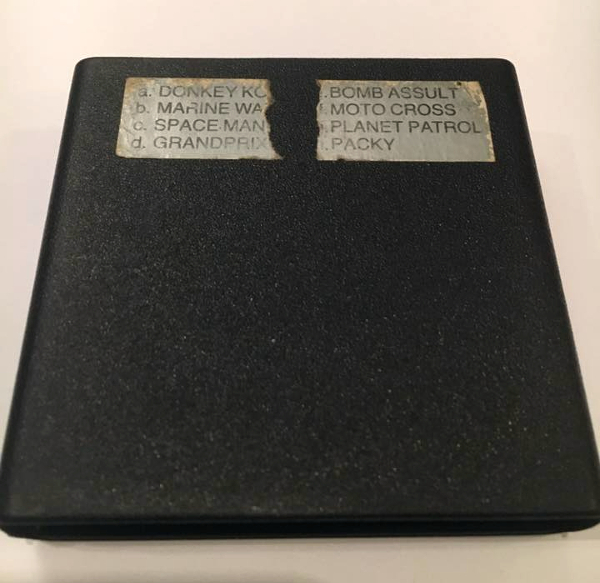 a. DONKEY KO
b. MARINE WA
c. SPACE MAN
d. GRANDPRIX
.BOMB ASSULT
.MOTO CROSS
.PLANET PATROL
.PACKY